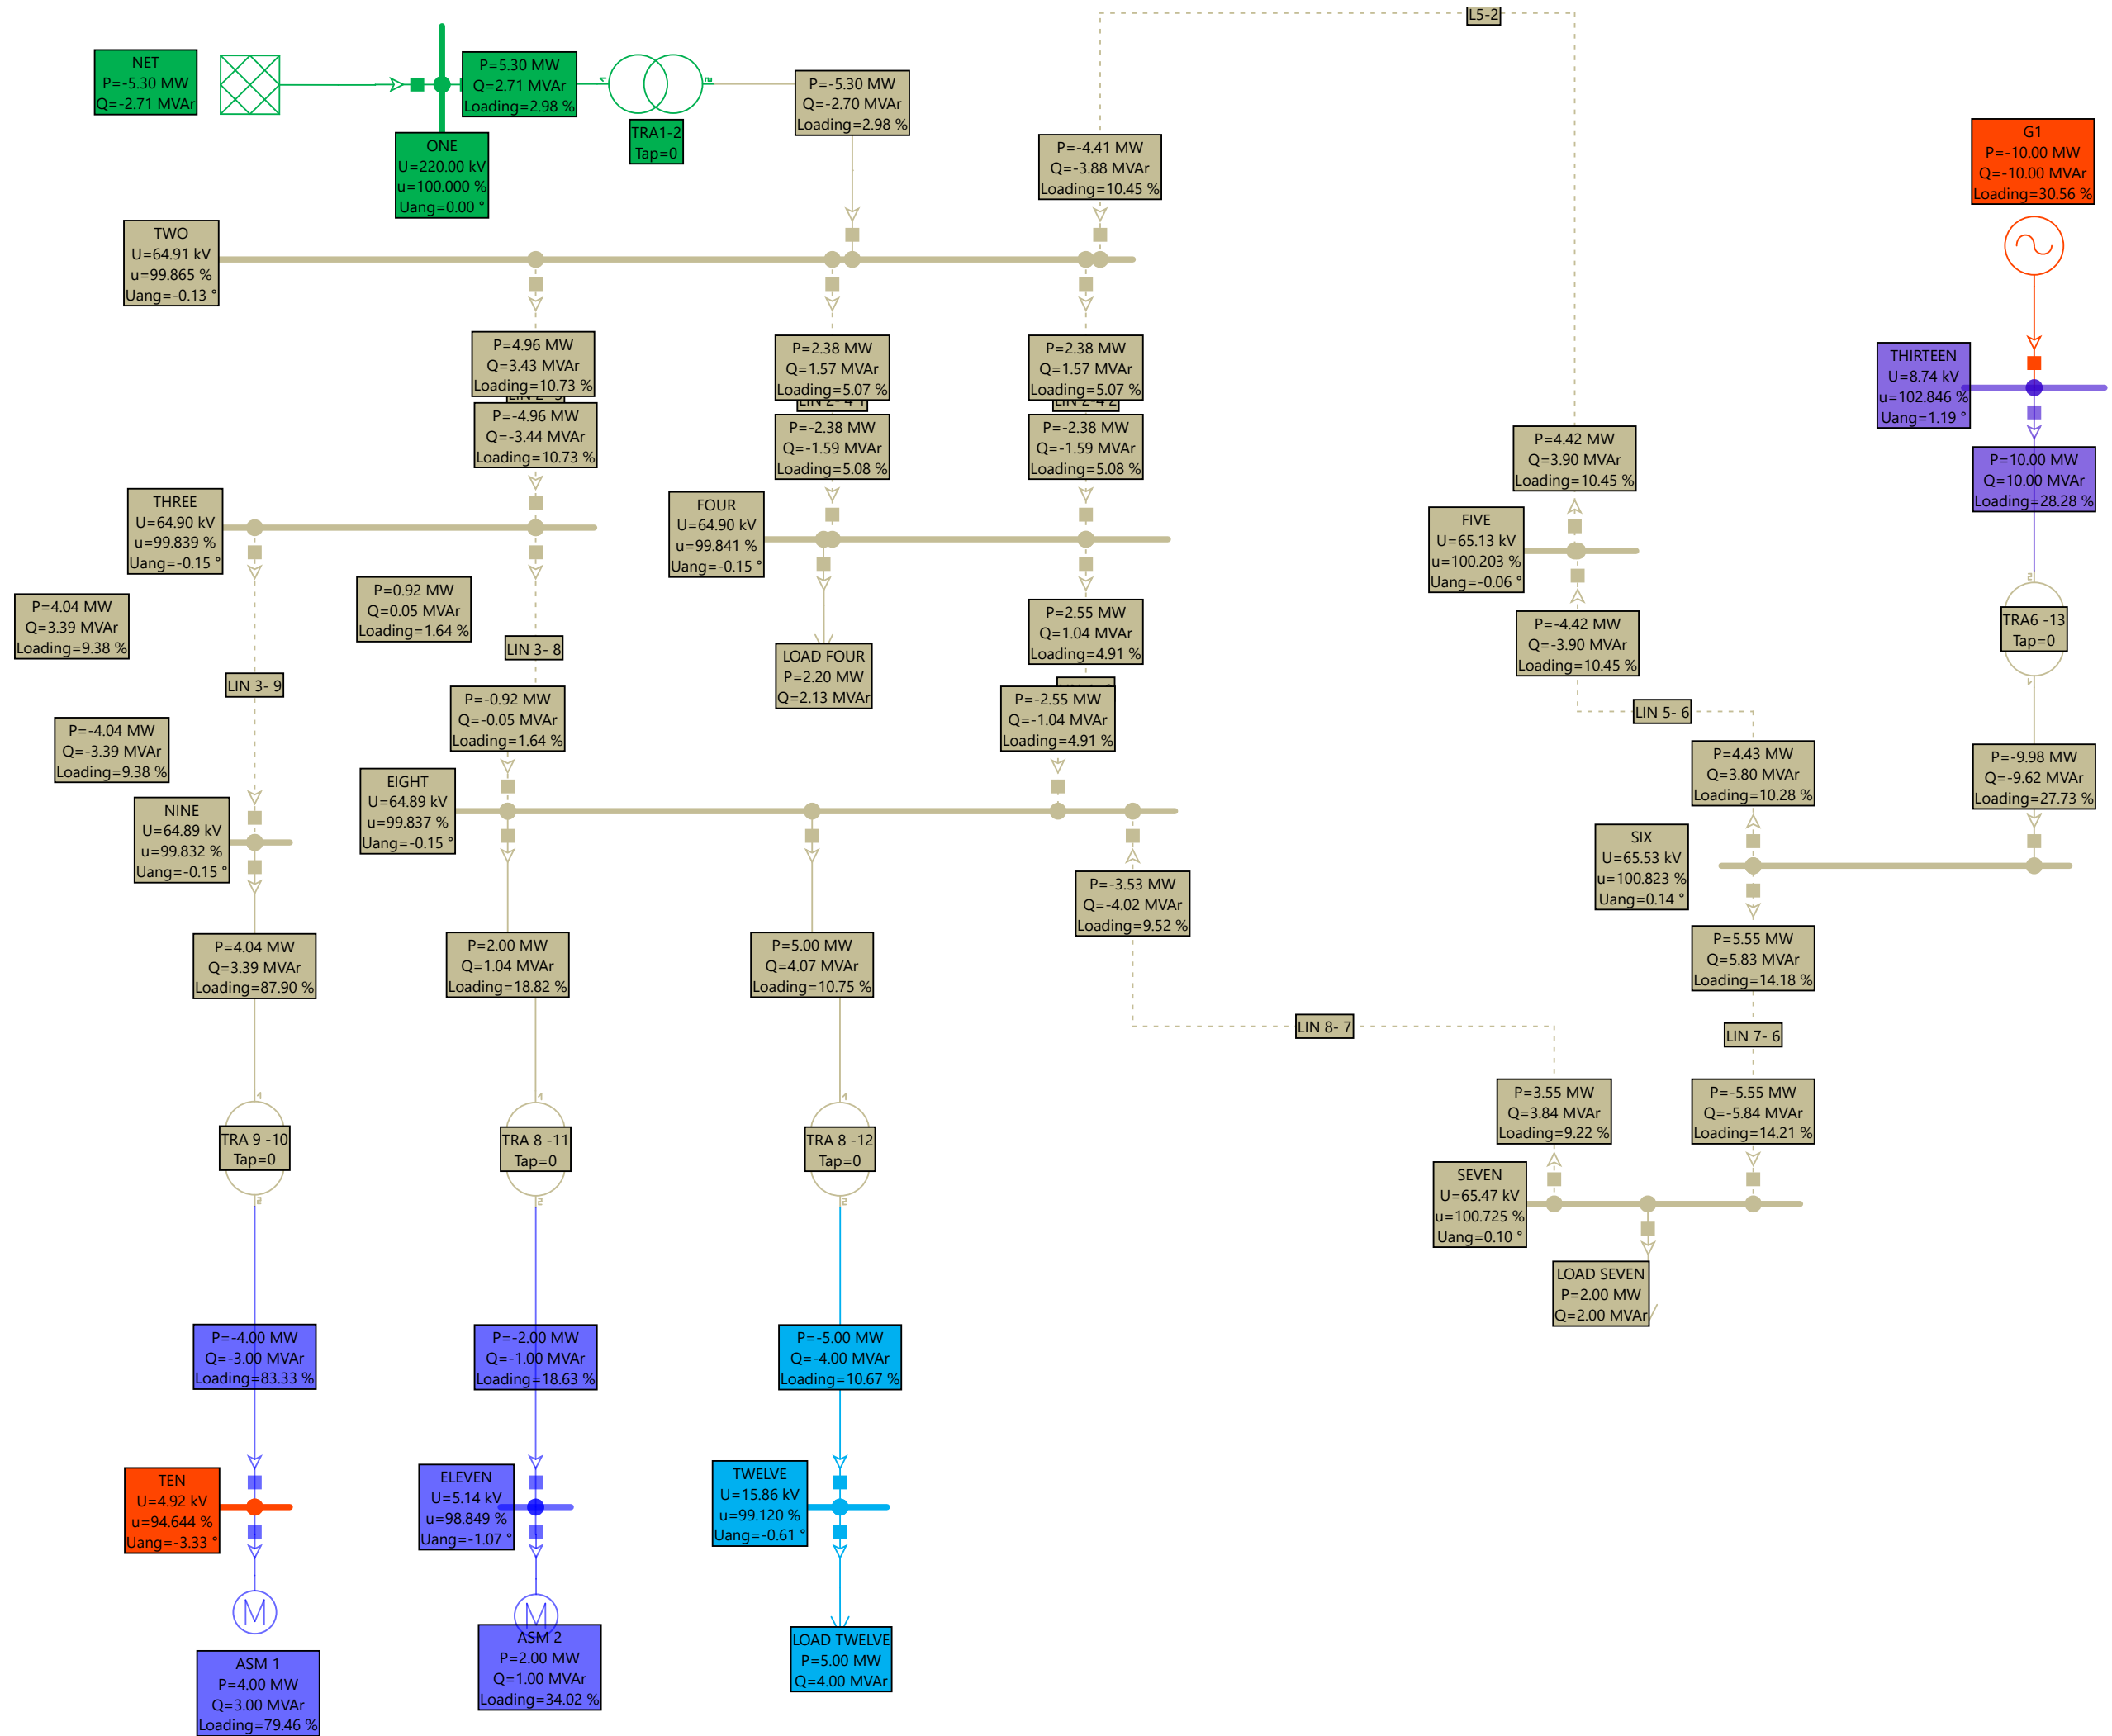 L5-2
NET
P=-5.30 MW
Q=-2.71 MVAr
P=5.30 MW
Q=2.71 MVAr
Loading=2.98 %
ONE
U=220.00 kV
u=100.000 %
Uang=0.00 °
1
2
TRA1-2
Tap=0
P=-5.30 MW
Q=-2.70 MVAr
Loading=2.98 %
P=-4.41 MW
Q=-3.88 MVAr
Loading=10.45 %
G1
P=-10.00 MW
Q=-10.00 MVAr
Loading=30.56 %
TWO
U=64.91 kV
u=99.865 %
Uang=-0.13 °
P=4.96 MW
Q=3.43 MVAr
Loading=10.73 %
P=-4.96 MW
Q=-3.44 MVAr
Loading=10.73 %
P=2.38 MW
Q=1.57 MVAr
Loading=5.07 %
LIN 2- 4 1
P=-2.38 MW
Q=-1.59 MVAr
Loading=5.08 %
P=2.38 MW
Q=1.57 MVAr
Loading=5.07 %
LIN 2-4 2
P=-2.38 MW
Q=-1.59 MVAr
Loading=5.08 %
THIRTEEN
U=8.74 kV
u=102.846 %
Uang=1.19 °
P=10.00 MW
Q=10.00 MVAr
Loading=28.28 %
P=4.42 MW
Q=3.90 MVAr
Loading=10.45 %
THREE
U=64.90 kV
u=99.839 %
Uang=-0.15 °
FOUR
U=64.90 kV
u=99.841 %
Uang=-0.15 °
FIVE
U=65.13 kV
u=100.203 %
Uang=-0.06 °
P=4.04 MW
Q=3.39 MVAr
Loading=9.38 %
P=0.92 MW
Q=0.05 MVAr
Loading=1.64 %
LIN 3- 8
LIN 3- 9
LOAD FOUR
P=2.20 MW
Q=2.13 MVAr
P=2.55 MW
Q=1.04 MVAr
Loading=4.91 %
P=-2.55 MW
Q=-1.04 MVAr
Loading=4.91 %
P=-4.42 MW
Q=-3.90 MVAr
Loading=10.45 %
LIN 5- 6
2
TRA6 -13
Tap=0
1
P=-4.04 MW
Q=-3.39 MVAr
Loading=9.38 %
P=-0.92 MW
Q=-0.05 MVAr
Loading=1.64 %
P=4.43 MW
Q=3.80 MVAr
Loading=10.28 %
P=-9.98 MW
Q=-9.62 MVAr
Loading=27.73 %
NINE
U=64.89 kV
u=99.832 %
Uang=-0.15 °
EIGHT
U=64.89 kV
u=99.837 %
Uang=-0.15 °
SIX
U=65.53 kV
u=100.823 %
Uang=0.14 °
P=-3.53 MW
Q=-4.02 MVAr
Loading=9.52 %
P=4.04 MW
Q=3.39 MVAr
Loading=87.90 %
P=2.00 MW
Q=1.04 MVAr
Loading=18.82 %
P=5.00 MW
Q=4.07 MVAr
Loading=10.75 %
P=5.55 MW
Q=5.83 MVAr
Loading=14.18 %
LIN 8- 7
LIN 7- 6
1
TRA 9 -10
Tap=0
2
1
TRA 8 -11
Tap=0
2
1
TRA 8 -12
Tap=0
2
P=3.55 MW
Q=3.84 MVAr
Loading=9.22 %
P=-5.55 MW
Q=-5.84 MVAr
Loading=14.21 %
SEVEN
U=65.47 kV
u=100.725 %
Uang=0.10 °
LOAD SEVEN
P=2.00 MW
Q=2.00 MVAr
P=-4.00 MW
Q=-3.00 MVAr
Loading=83.33 %
P=-2.00 MW
Q=-1.00 MVAr
Loading=18.63 %
P=-5.00 MW
Q=-4.00 MVAr
Loading=10.67 %
TEN
U=4.92 kV
u=94.644 %
Uang=-3.33 °
ELEVEN
U=5.14 kV
u=98.849 %
Uang=-1.07 °
TWELVE
U=15.86 kV
u=99.120 %
Uang=-0.61 °
M
M
ASM 1
P=4.00 MW
Q=3.00 MVAr
Loading=79.46 %
ASM 2
P=2.00 MW
Q=1.00 MVAr
Loading=34.02 %
LOAD TWELVE
P=5.00 MW
Q=4.00 MVAr